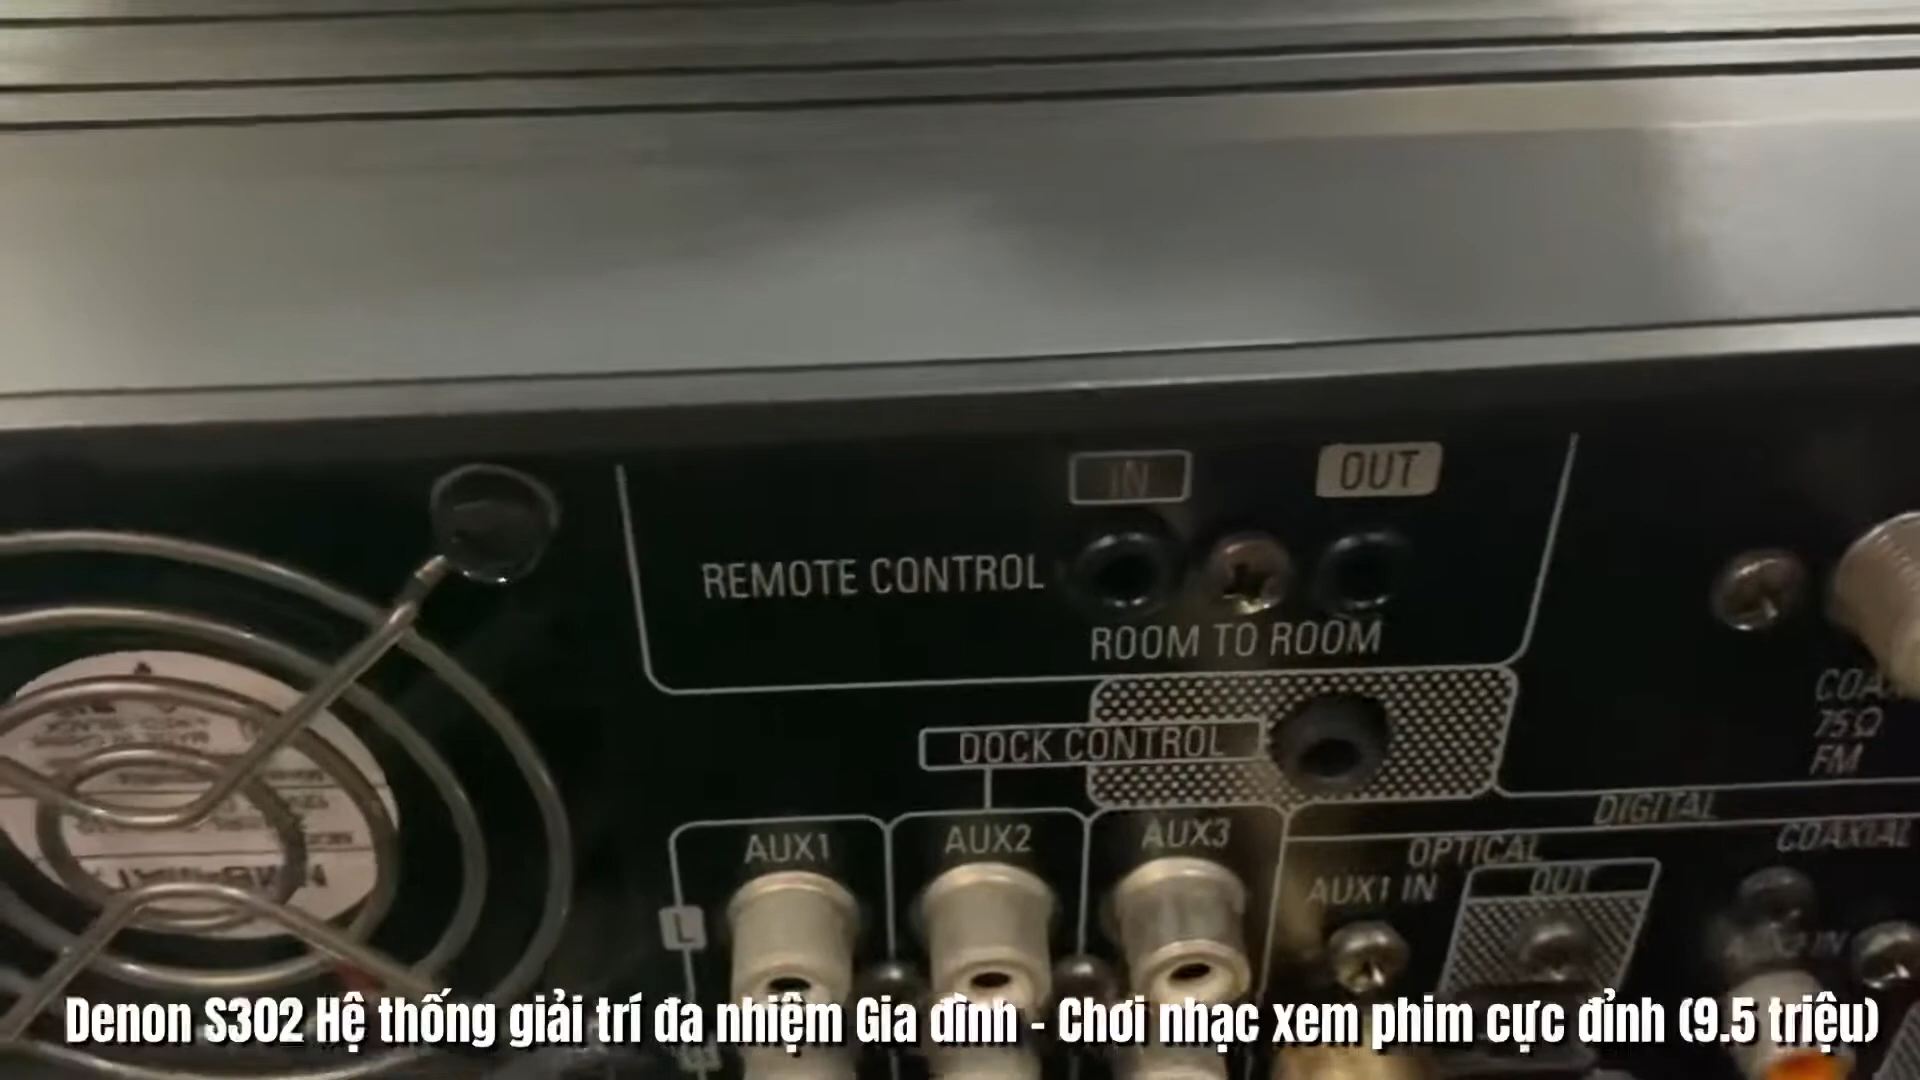 IN
OUT
REMOTE CONTROL
ROOM TO ROOM
DOCK CONTROL
75Ω
FM
DIGITAL
AUX1
AUX2
AUX3
OPTICAL
COAXIAL
AUX1 IN
OUT
L
Denon S302 Hệ thống giải trí đa nhiệm Gia đình - Chơi nhạc xem phim cực đỉnh (9.5 triệu)